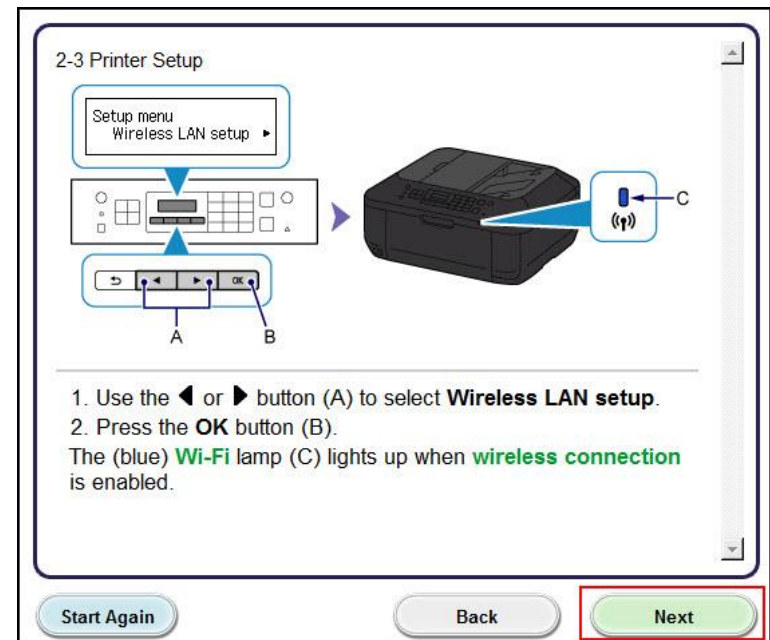 2-3 Printer Setup
Setup menu
Wireless LAN setup ▶
C
OK
A
B
1. Use the ◀ or ▶ button (A) to select Wireless LAN setup.
2. Press the OK button (B).
The (blue) Wi-Fi lamp (C) lights up when wireless connection
is enabled.
Start Again
Back
Next